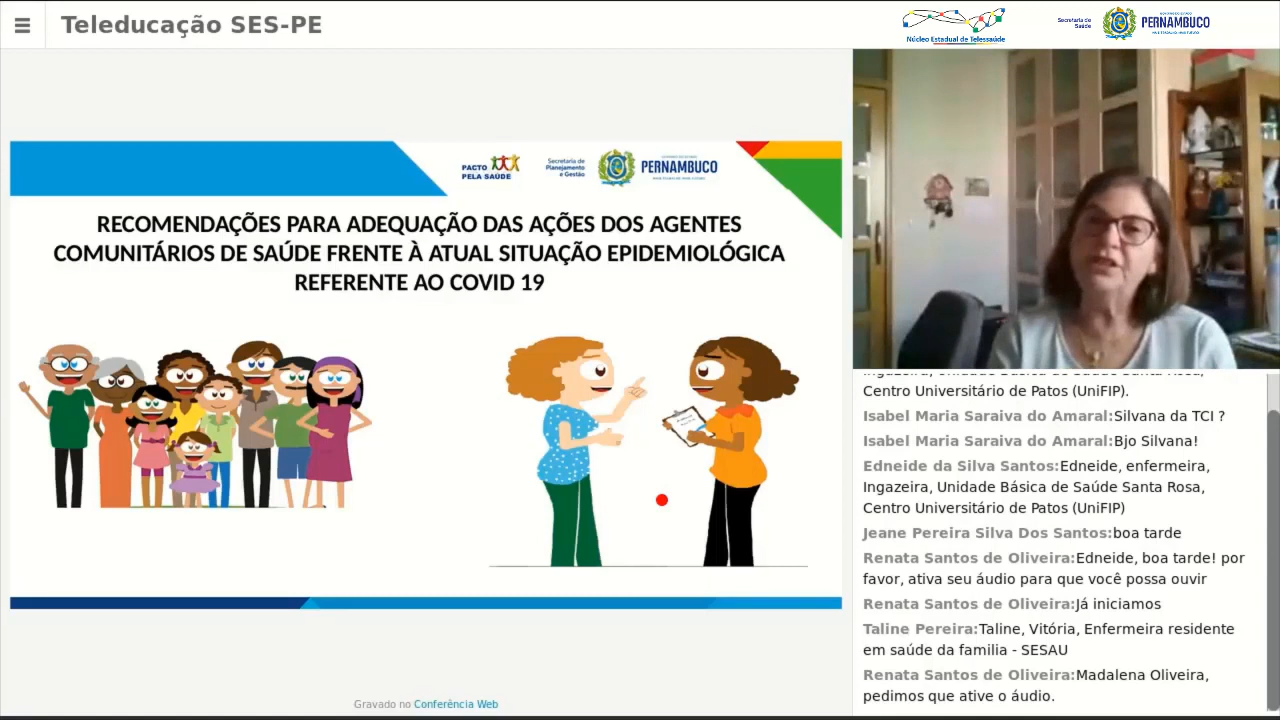 Teleducação SES-PE
Núcleo Estadual de Telessaúde
Secretaria de
Saúde
PERNAMBUCO
PACTO
PELA SAÚDE
Secretaria de
Planejamento
e Gestão
PERNAMBUCO
RECOMENDAÇÕES PARA ADEQUAÇÃO DAS AÇÕES DOS AGENTES
COMUNITÁRIOS DE SAÚDE FRENTE À ATUAL SITUAÇÃO EPIDEMIOLÓGICA
REFERENTE AO COVID 19
Gravado no Conferência Web
Centro Universitário de Patos (UniFIP).
Isabel Maria Saraiva do Amaral:Silvana da TCI ?
Isabel Maria Saraiva do Amaral:Bjo Silvana!
Edneide da Silva Santos:Edneide, enfermeira,
Ingazeira, Unidade Básica de Saúde Santa Rosa,
Centro Universitário de Patos (UniFIP)
Jeane Pereira Silva Dos Santos:boa tarde
Renata Santos de Oliveira:Edneide, boa tarde! por
favor, ativa seu áudio para que você possa ouvir
Renata Santos de Oliveira:Já iniciamos
Taline Pereira:Taline, Vitória, Enfermeira residente
em saúde da familia - SESAU
Renata Santos de Oliveira:Madalena Oliveira,
pedimos que ative o áudio.